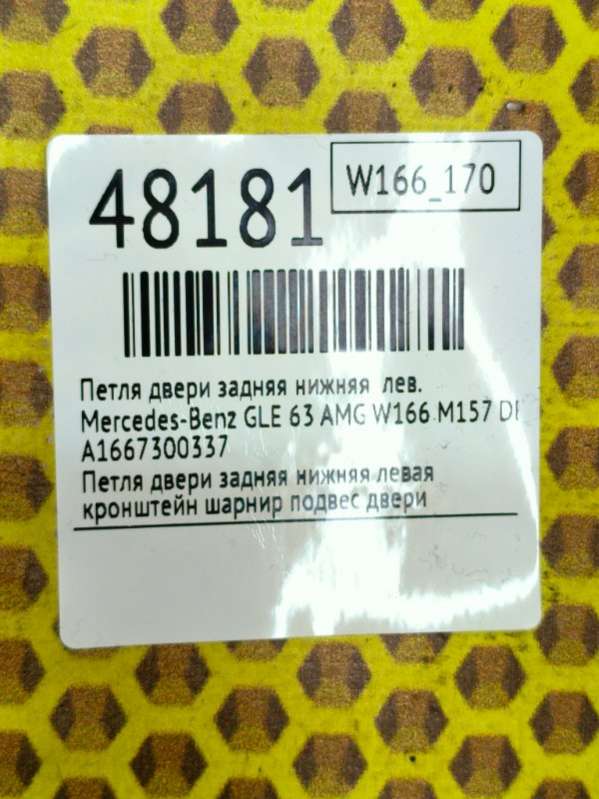 48181
W166_170
Петля двери задняя нижняя лев.
Mercedes-Benz GLE 63 AMG W166 M157 DE
A1667300337
Петля двери задняя нижняя левая
кронштейн шарнир подвес двери